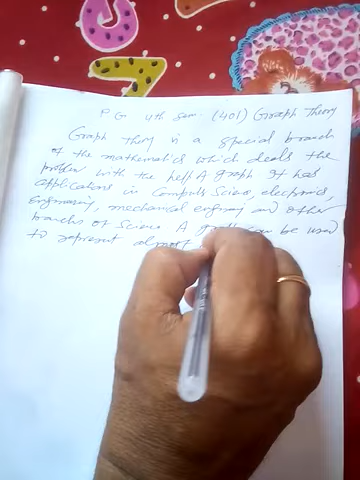 P G 4th Sem. (401) Graph Theory
Graph Theory is a special branch
of the mathematics which deals the
problem with the help A graph It has
applications in Computer Science, electronics,
Engineering, mechanical engineering and other
branches of Science A graph can be used
to represent almost